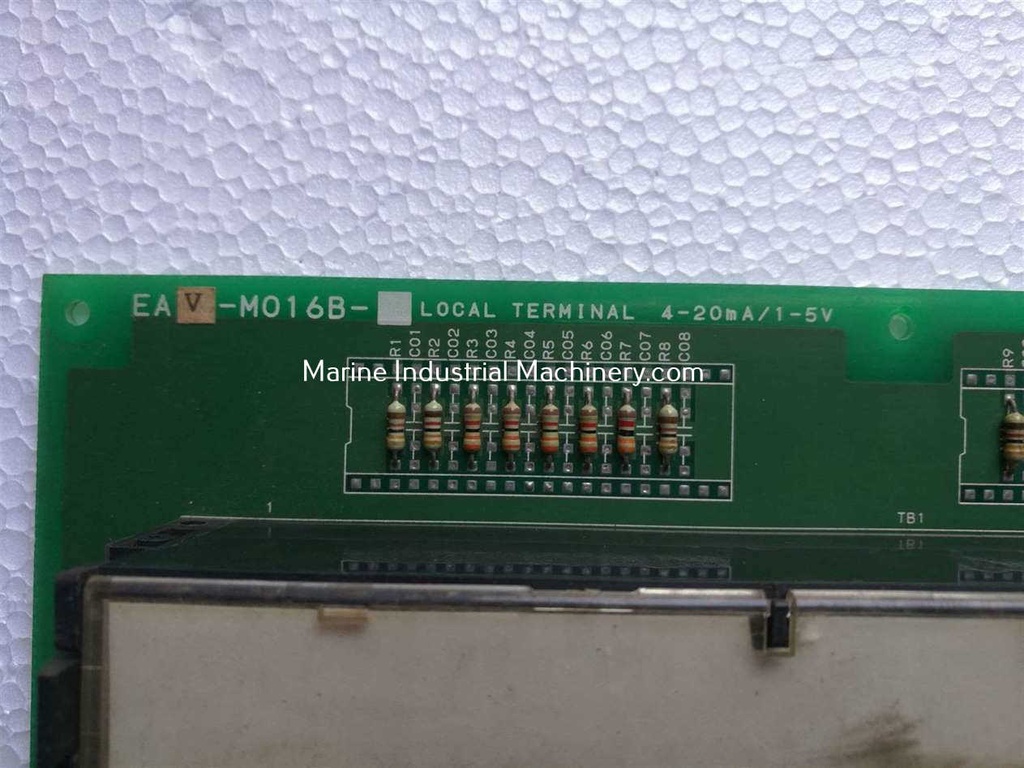 EAV-M016B- LOCAL TERMINAL 4-20mA/1-5V
R1 C01 R2 C02 R3 C03 R4 C04 R5 C05 R6 C06 R7 C07 R8 C08
R9
Marine Industrial Machinery.com
1
TB1